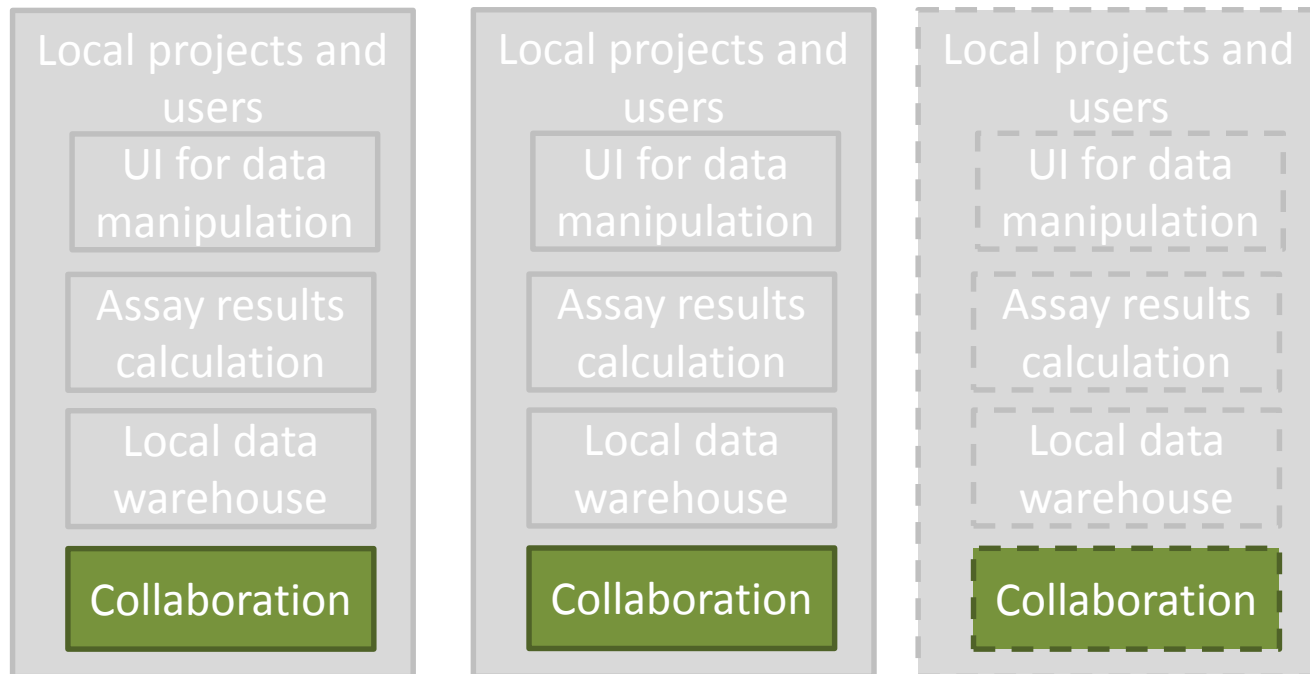 Local projects and
users
UI for data
manipulation
Assay results
calculation
Local data
warehouse
Collaboration
Local projects and
users
UI for data
manipulation
Assay results
calculation
Local data
warehouse
Collaboration
Local projects and
users
UI for data
manipulation
Assay results
calculation
Local data
warehouse
Collaboration